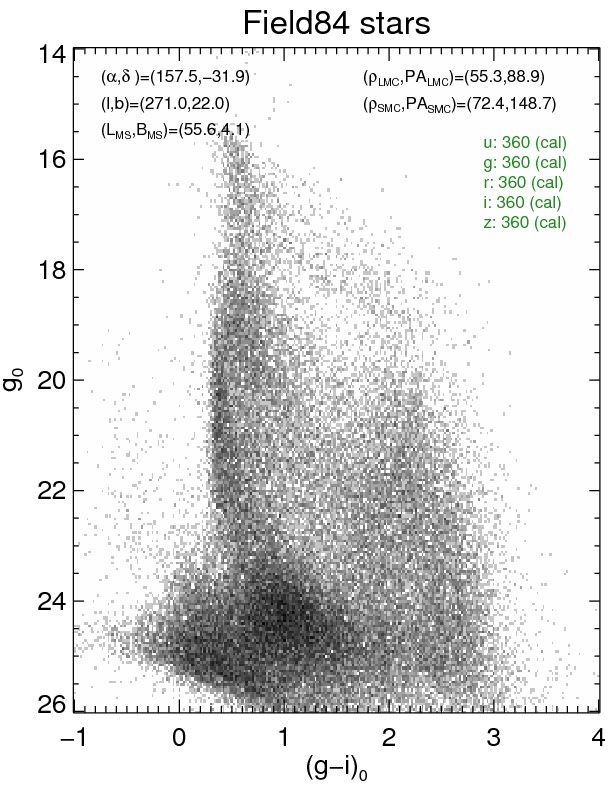 Field84 stars
(α,δ)=(157.5,−31.9)
(ρLMC,PALMC)=(55.3,88.9)
(l,b)=(271.0,22.0)
(ρSMC,PASMC)=(72.4,148.7)
(LMS,BMS)=(55.6,4.1)
u: 360 (cal)
g: 360 (cal)
r: 360 (cal)
i: 360 (cal)
z: 360 (cal)
14
16
18
20
22
24
26
g0
−1 0 1 2 3 4
(g−i)0